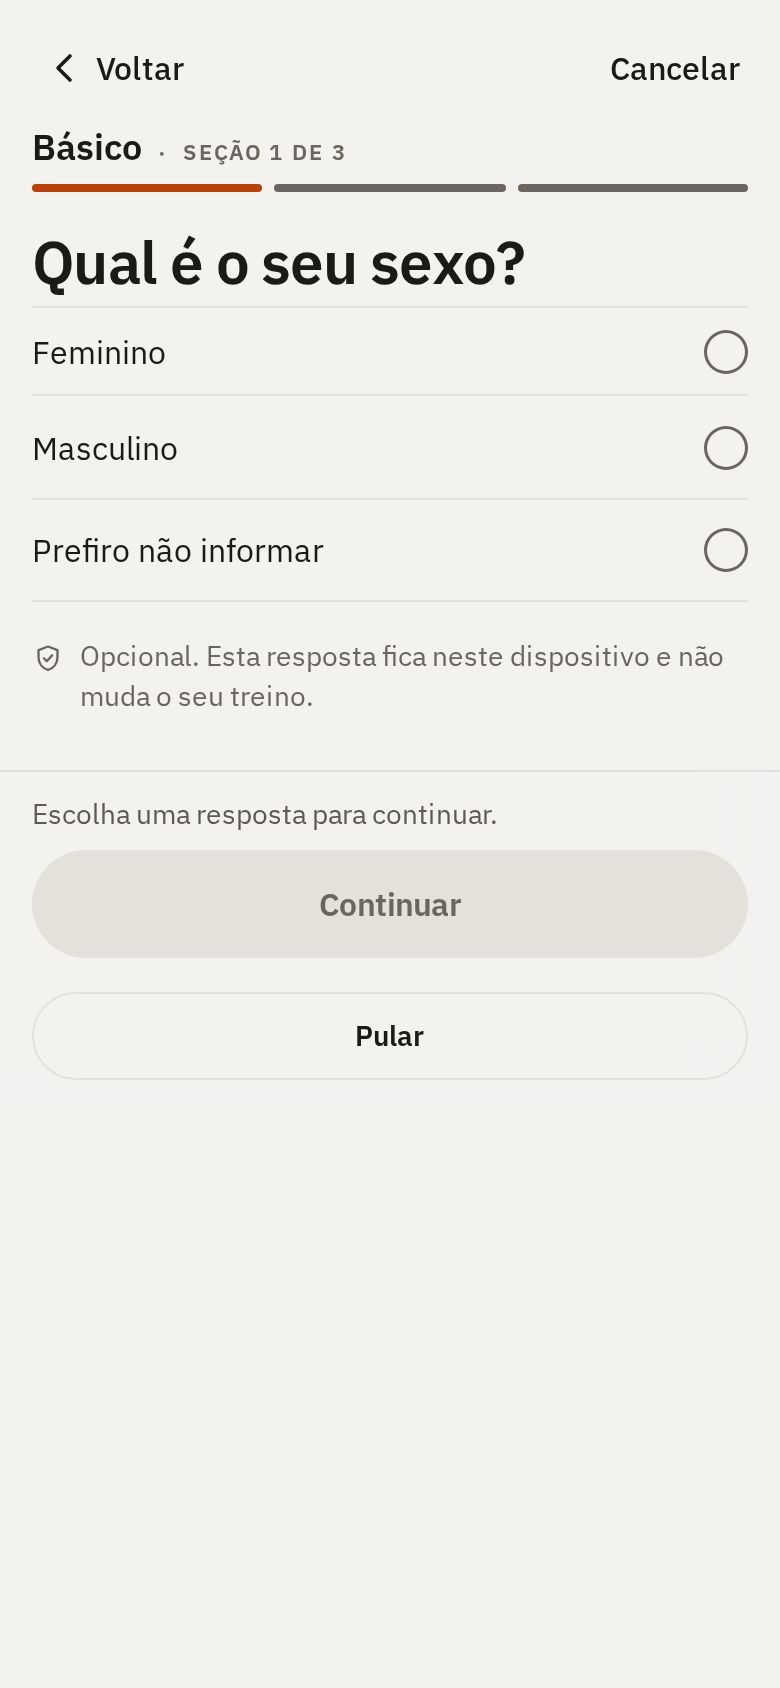 Voltar
Cancelar
Básico · SEÇÃO 1 DE 3
Qual é o seu sexo?
Feminino
Masculino
Prefiro não informar
Opcional. Esta resposta fica neste dispositivo e não
muda o seu treino.
Escolha uma resposta para continuar.
Continuar
Pular